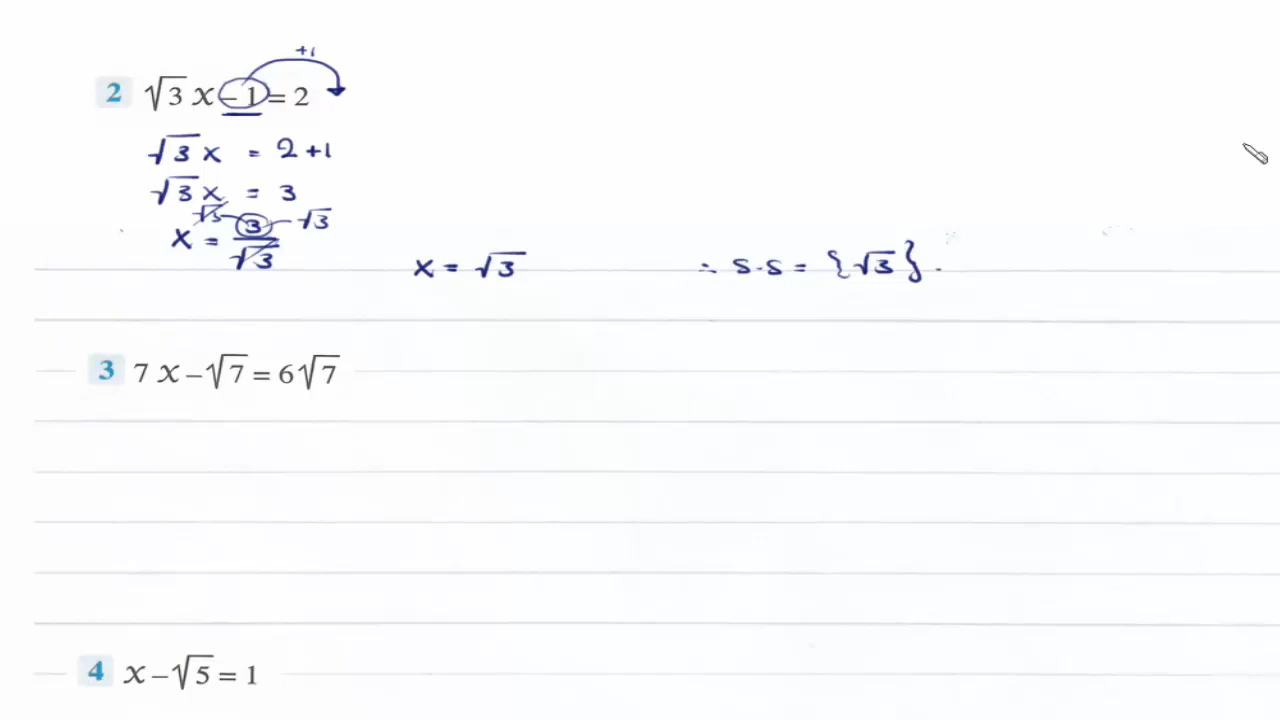 +1
2 √3 x – 1 = 2
√3 x = 2 +1
√3 x = 3
√3 √3
x = 3/√3
x = √3 ∴ S.S = {√3}.
3 7 x – √7 = 6√7
4 x – √5 = 1